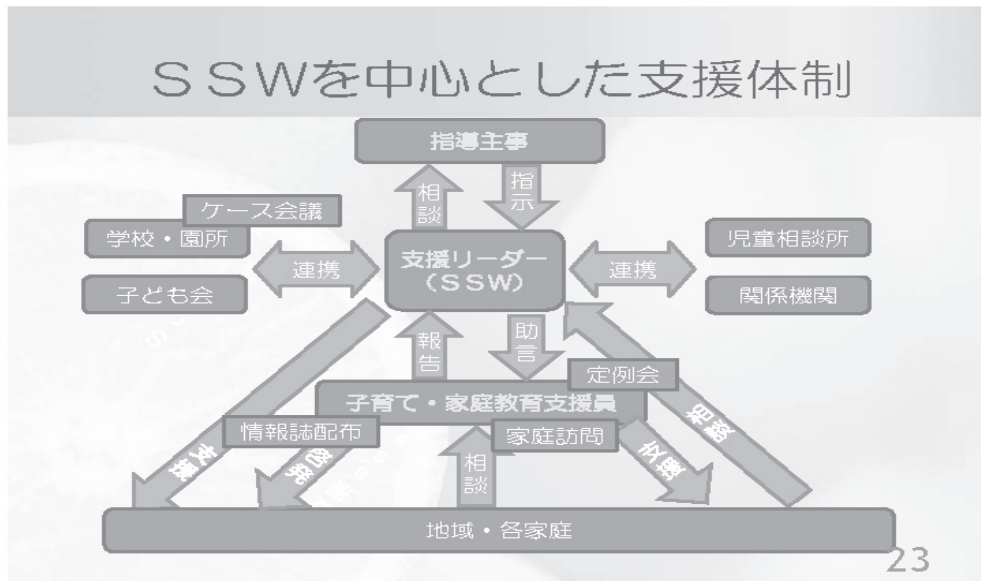 SSWを中心とした支援体制
指導主事
相談
指示
ケース会議
学校・園所
子ども会
連携
支援リーダー
(SSW)
連携
児童相談所
関係機関
報告
助言
定例会
子育て・家庭教育支援員
情報誌配布
家庭訪問
支援
啓発
相談
支援
相談
地域・各家庭
23